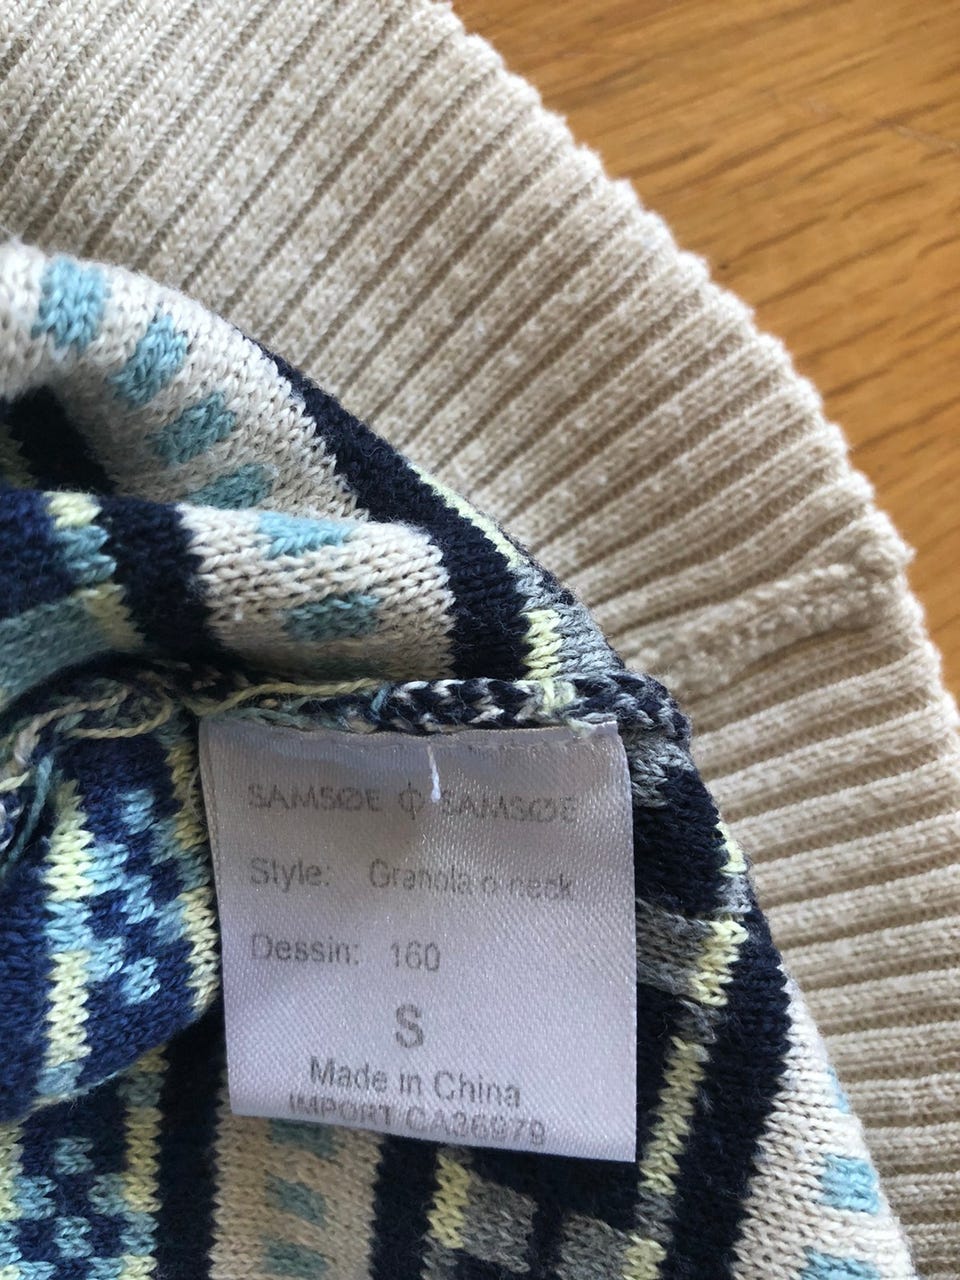 SAMSØE ⏀ SAMSØE
Style: Granola o-neck
Dessin: 160
S
Made in China
IMPORT CA36979